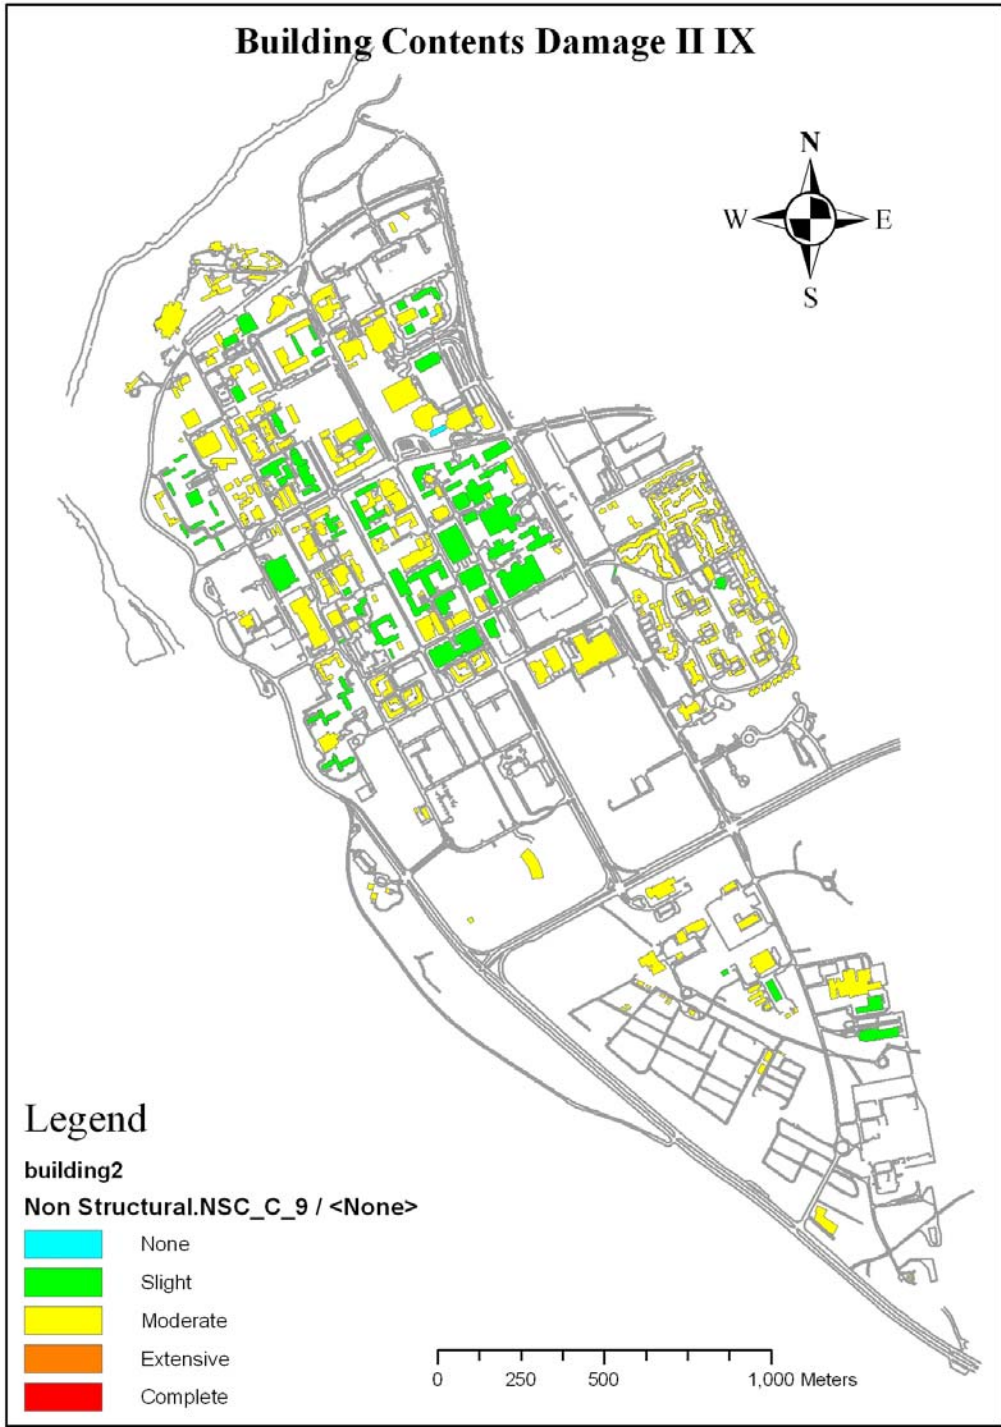 Building Contents Damage II IX
N
W E
S
Legend
building2
Non Structural.NSC_C_9 / <None>
None
Slight
Moderate
Extensive
Complete
0 250 500 1,000 Meters